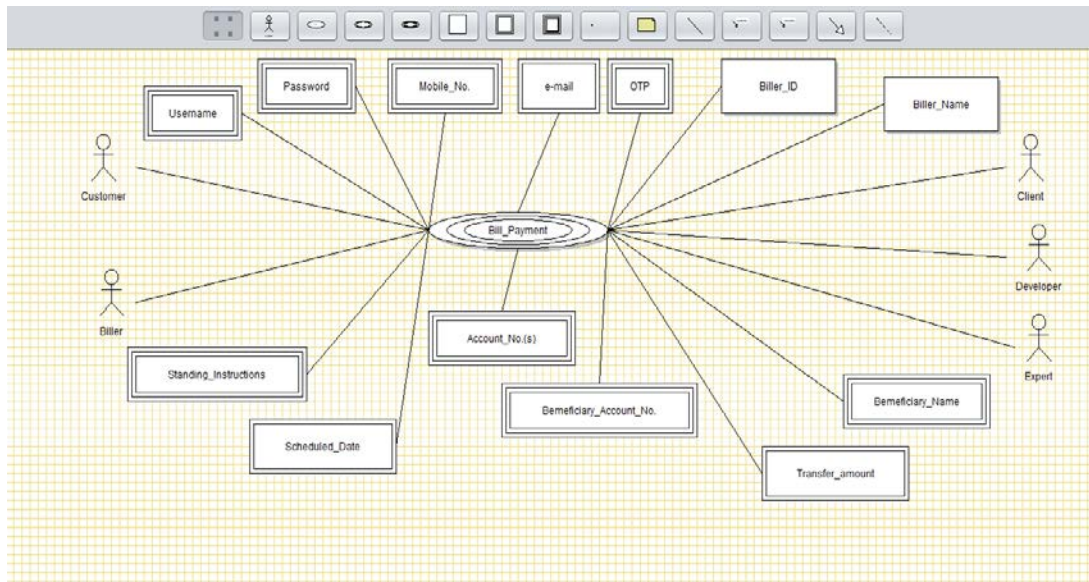 Password
Mobile_No.
e-mail
OTP
Biller_ID
Biller_Name
Username
Customer
Client
Bill_Payment
Developer
Biller
Account_No.(s)
Standing_Instructions
Expert
Bemeficiary_Account_No.
Bemeficiary_Name
Scheduled_Date
Transfer_amount